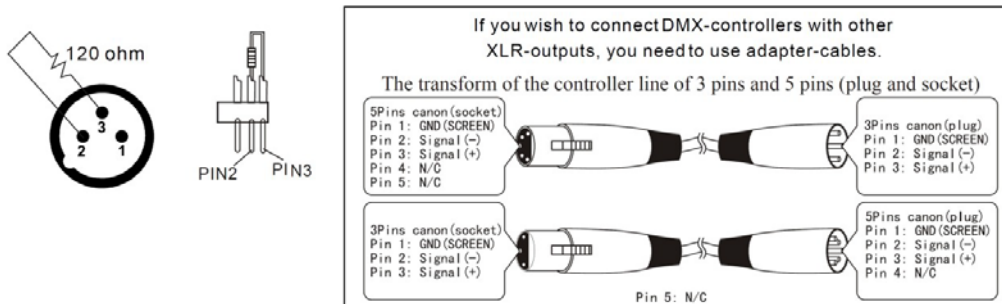 120 ohm
3
2
1
PIN2
PIN3
If you wish to connect DMX-controllers with other
XLR-outputs, you need to use adapter-cables.
The transform of the controller line of 3 pins and 5 pins (plug and socket)
5Pins canon(socket)
Pin 1: GND(SCREEN)
Pin 2: Signal(-)
Pin 3: Signal(+)
Pin 4: N/C
Pin 5: N/C
3Pins canon(plug)
Pin 1: GND(SCREEN)
Pin 2: Signal(-)
Pin 3: Signal(+)
3Pins canon(socket)
Pin 1: GND(SCREEN)
Pin 2: Signal(-)
Pin 3: Signal(+)
5Pins canon(plug)
Pin 1: GND(SCREEN)
Pin 2: Signal(-)
Pin 3: Signal(+)
Pin 4: N/C
Pin 5: N/C